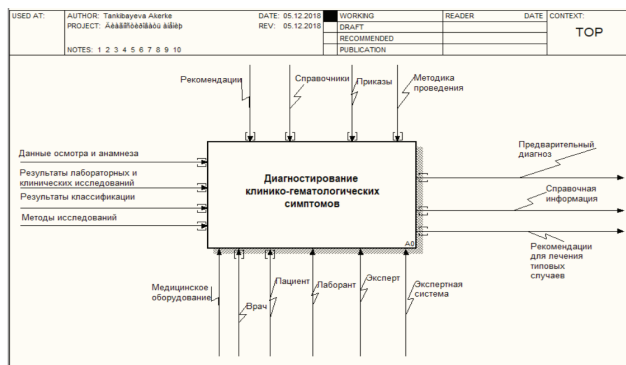 USED AT:
AUTHOR: Tankibayeva Akerke
DATE: 05.12.2018
WORKING
READER
DATE
CONTEXT:
REV: 05.12.2018
DRAFT
TOP
PROJECT:
RECOMMENDED
NOTES: 1 2 3 4 5 6 7 8 9 10
PUBLICATION
Рекомендации
Справочники
Приказы
Методика
проведения
Данные осмотра и анамнеза
Результаты лабораторных и
клинических исследований
Результаты классификации
Методы исследований
Диагностирование
клинико-гематологических
симптомов
A0
Предварительный
диагноз
Справочная
информация
Рекомендации
для лечения
типовых
случаев
Медицинское
оборудование
Врач
Пациент
Лаборант
Эксперт
Экспертная
система